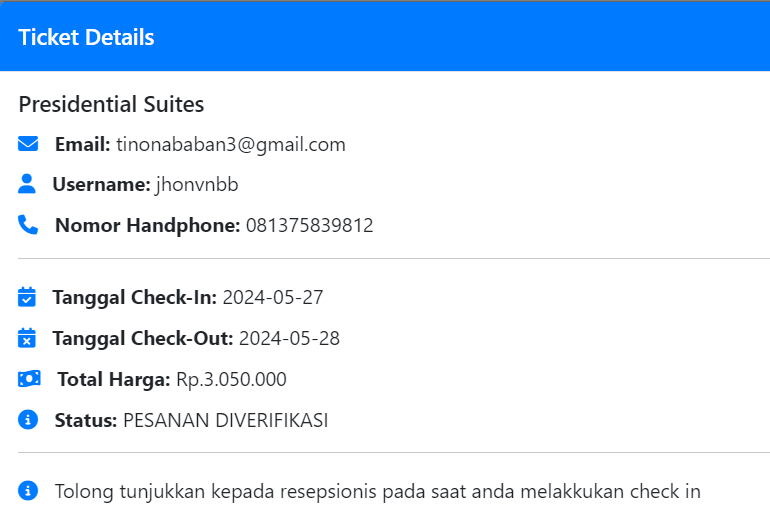 Ticket Details
Presidential Suites
Email: tinonababan3@gmail.com
Username: jhonvnbb
Nomor Handphone: 081375839812
Tanggal Check-In: 2024-05-27
Tanggal Check-Out: 2024-05-28
Total Harga: Rp.3.050.000
Status: PESANAN DIVERIFIKASI
Tolong tunjukkan kepada resepsionis pada saat anda melakkukan check in